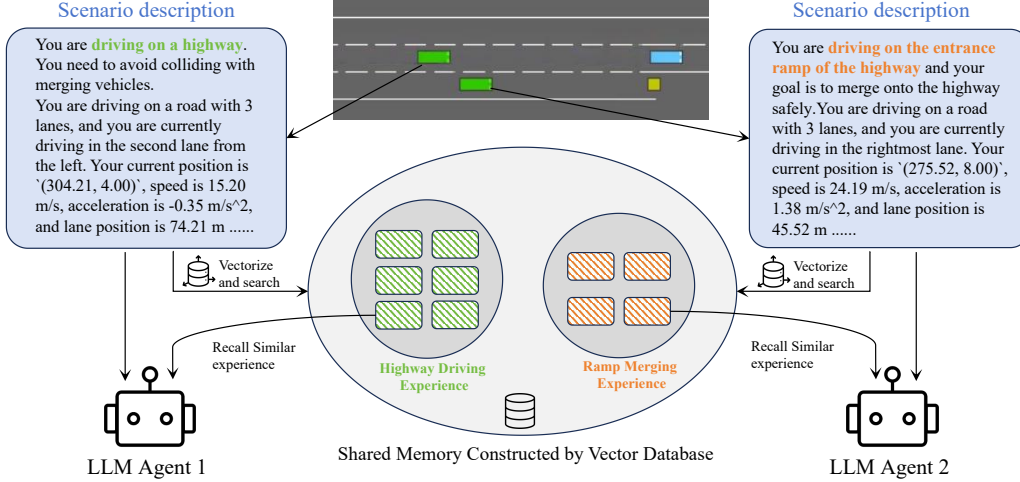 Scenario description
You are driving on a highway.
You need to avoid colliding with
merging vehicles.
You are driving on a road with 3
lanes, and you are currently
driving in the second lane from
the left. Your current position is
`(304.21, 4.00)`, speed is 15.20
m/s, acceleration is -0.35 m/s^2,
and lane position is 74.21 m ......
Scenario description
You are driving on the entrance
ramp of the highway and your
goal is to merge onto the highway
safely.You are driving on a road
with 3 lanes, and you are currently
driving in the rightmost lane. Your
current position is `(275.52, 8.00)`,
speed is 24.19 m/s, acceleration is
1.38 m/s^2, and lane position is
45.52 m ......
Vectorize
and search
Vectorize
and search
Recall Similar
experience
Highway Driving
Experience
Ramp Merging
Experience
Recall Similar
experience
LLM Agent 1
Shared Memory Constructed by Vector Database
LLM Agent 2